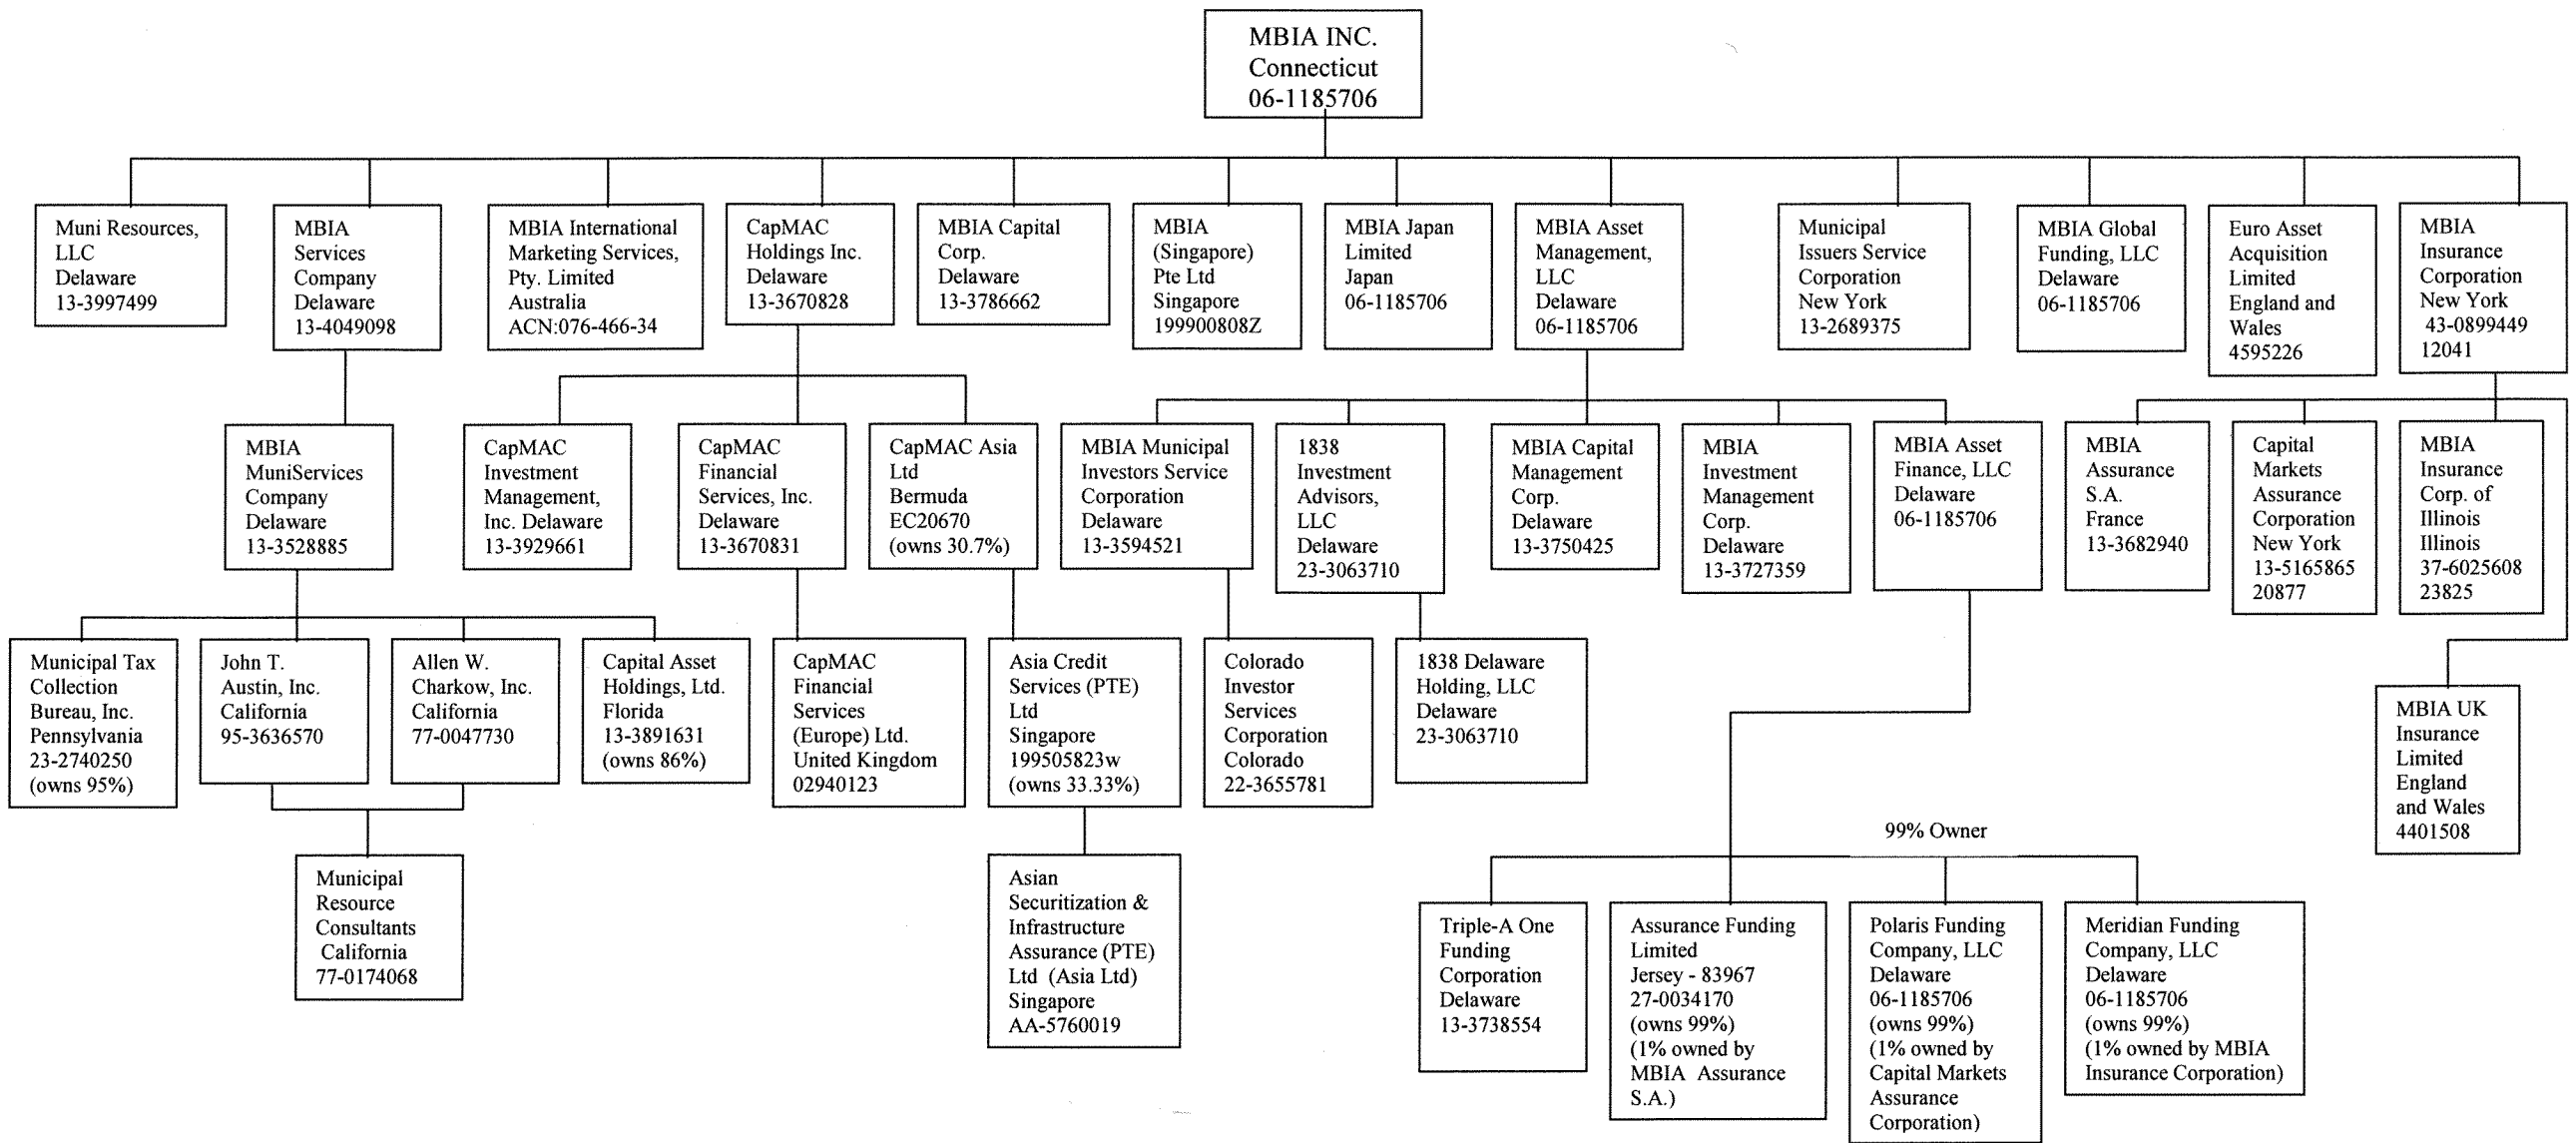 MBIA INC.
Connecticut
06-1185706
Muni Resources,
LLC
Delaware
13-3997499
MBIA
Services
Company
Delaware
13-4049098
MBIA International
Marketing Services,
Pty. Limited
Australia
ACN:076-466-34
CapMAC
Holdings Inc.
Delaware
13-3670828
MBIA Capital
Corp.
Delaware
13-3786662
MBIA
(Singapore)
Pte Ltd
Singapore
199900808Z
MBIA Japan
Limited
Japan
06-1185706
MBIA Asset
Management,
LLC
Delaware
06-1185706
Municipal
Issuers Service
Corporation
New York
13-2689375
MBIA Global
Funding, LLC
Delaware
06-1185706
Euro Asset
Acquisition
Limited
England and
Wales
4595226
MBIA
Insurance
Corporation
New York
43-0899449
12041
MBIA
MuniServices
Company
Delaware
13-3528885
CapMAC
Investment
Management,
Inc. Delaware
13-3929661
CapMAC
Financial
Services, Inc.
Delaware
13-3670831
CapMAC Asia
Ltd
Bermuda
EC20670
(owns 30.7%)
MBIA Municipal
Investors Service
Corporation
Delaware
13-3594521
1838
Investment
Advisors,
LLC
Delaware
23-3063710
MBIA Capital
Management
Corp.
Delaware
13-3750425
MBIA
Investment
Management
Corp.
Delaware
13-3727359
MBIA Asset
Finance, LLC
Delaware
06-1185706
MBIA
Assurance
S.A.
France
13-3682940
Capital
Markets
Assurance
Corporation
New York
13-5165865
20877
MBIA
Insurance
Corp. of
Illinois
Illinois
37-6025608
23825
Municipal Tax
Collection
Bureau, Inc.
Pennsylvania
23-2740250
(owns 95%)
John T.
Austin, Inc.
California
95-3636570
Allen W.
Charkow, Inc.
California
77-0047730
Capital Asset
Holdings, Ltd.
Florida
13-3891631
(owns 86%)
CapMAC
Financial
Services
(Europe) Ltd.
United Kingdom
02940123
Asia Credit
Services (PTE)
Ltd
Singapore
199505823w
(owns 33.33%)
Colorado
Investor
Services
Corporation
Colorado
22-3655781
1838 Delaware
Holding, LLC
Delaware
23-3063710
MBIA UK
Insurance
Limited
England
and Wales
4401508
99% Owner
Municipal
Resource
Consultants
California
77-0174068
Asian
Securitization &
Infrastructure
Assurance (PTE)
Ltd (Asia Ltd)
Singapore
AA-5760019
Triple-A One
Funding
Corporation
Delaware
13-3738554
Assurance Funding
Limited
Jersey - 83967
27-0034170
(owns 99%)
(1% owned by
MBIA Assurance
S.A.)
Polaris Funding
Company, LLC
Delaware
06-1185706
(owns 99%)
(1% owned by
Capital Markets
Assurance
Corporation)
Meridian Funding
Company, LLC
Delaware
06-1185706
(owns 99%)
(1% owned by MBIA
Insurance Corporation)